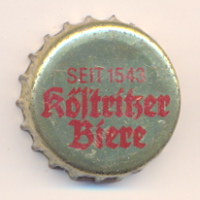 SEIT 1543
Köſtritzer
Biere